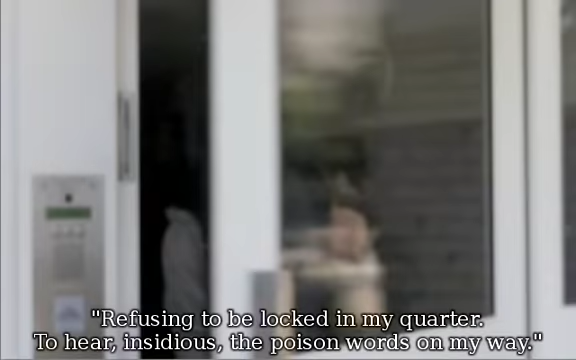 "Refusing to be locked in my quarter.
To hear, insidious, the poison words on my way."